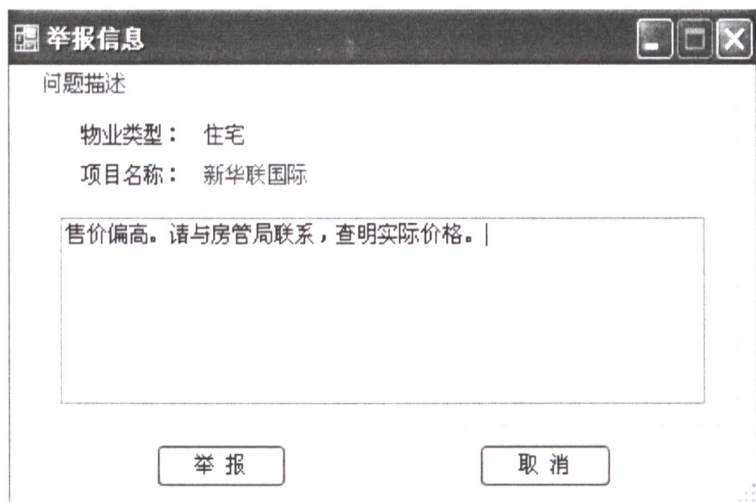 举报信息
问题描述
物业类型： 住宅
项目名称： 新华联国际
售价偏高。请与房管局联系，查明实际价格。
举 报
取 消